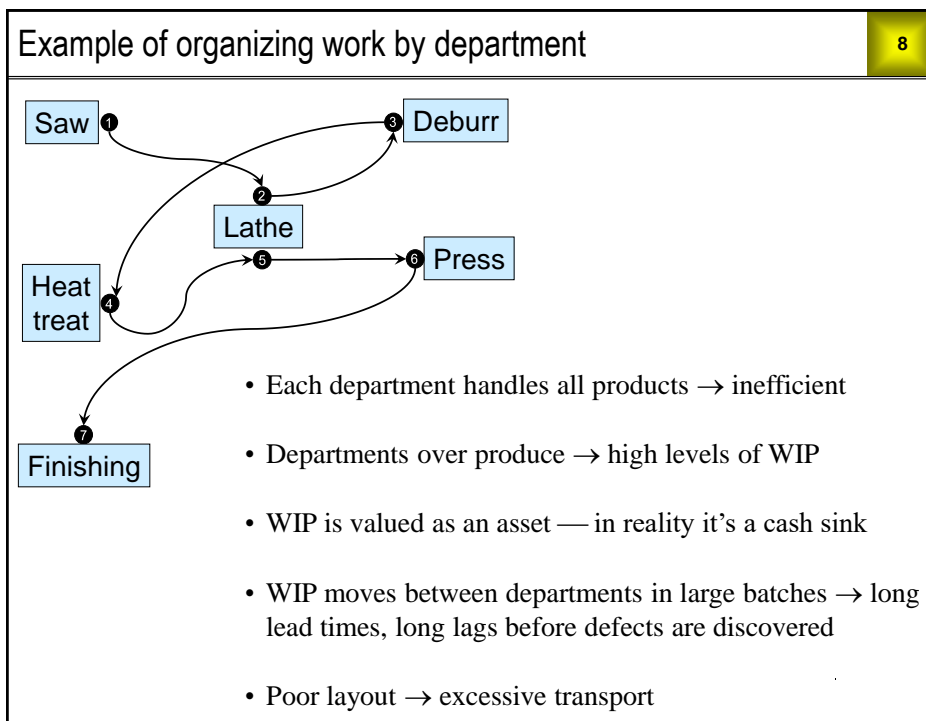 Example of organizing work by department
8
Saw
1
3
Deburr
2
Lathe
5
6
Press
Heat
treat
4
• Each department handles all products → inefficient
7
Finishing
• Departments over produce → high levels of WIP
• WIP is valued as an asset — in reality it's a cash sink
• WIP moves between departments in large batches → long
lead times, long lags before defects are discovered
• Poor layout → excessive transport